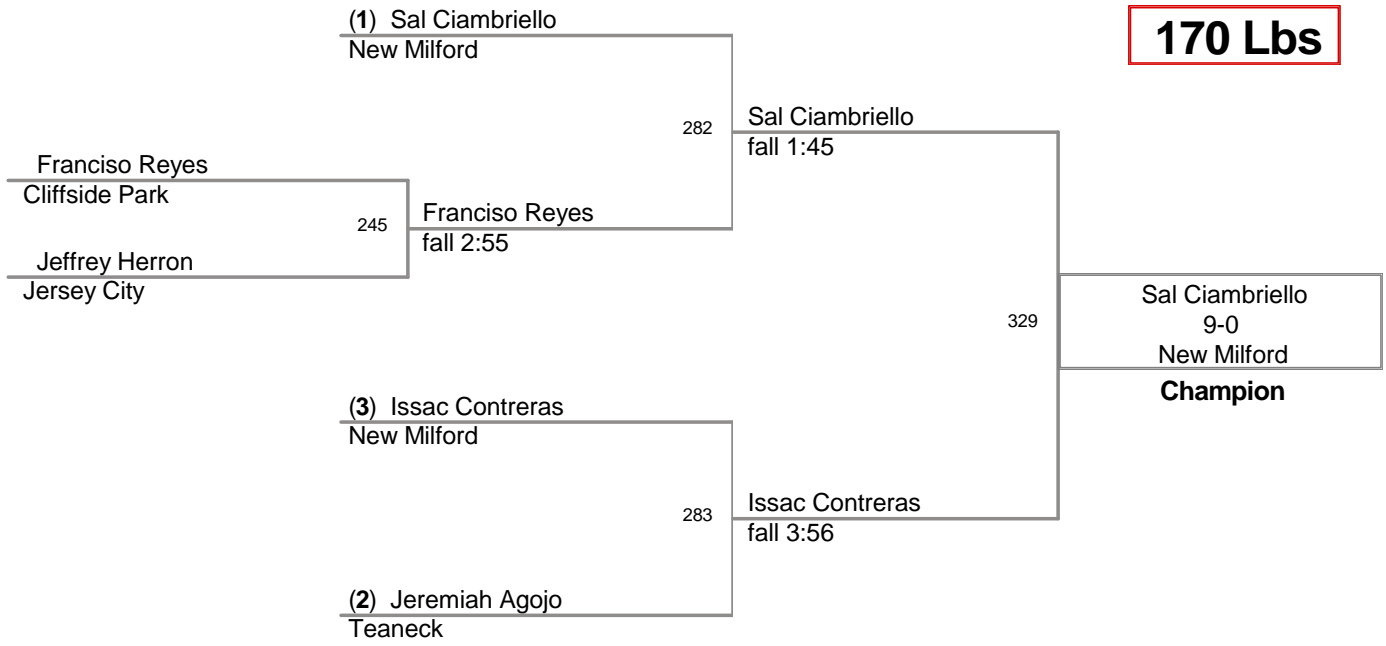 170 Lbs
(1) Sal Ciambriello
New Milford
282
Sal Ciambriello
fall 1:45
Franciso Reyes
Cliffside Park
245
Franciso Reyes
fall 2:55
Jeffrey Herron
Jersey City
329
Sal Ciambriello
9-0
New Milford
Champion
(3) Issac Contreras
New Milford
283
Issac Contreras
fall 3:56
(2) Jeremiah Agojo
Teaneck